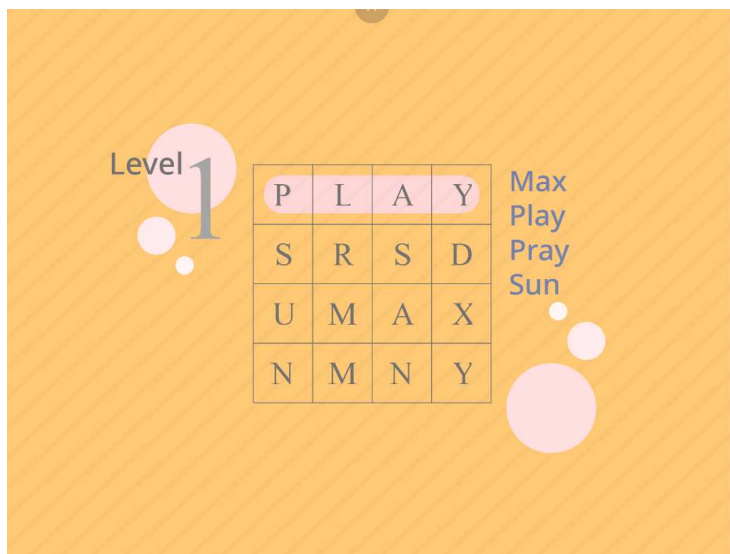 Level 1
P L A Y
S R S D
U M A X
N M N Y
Max
Play
Pray
Sun